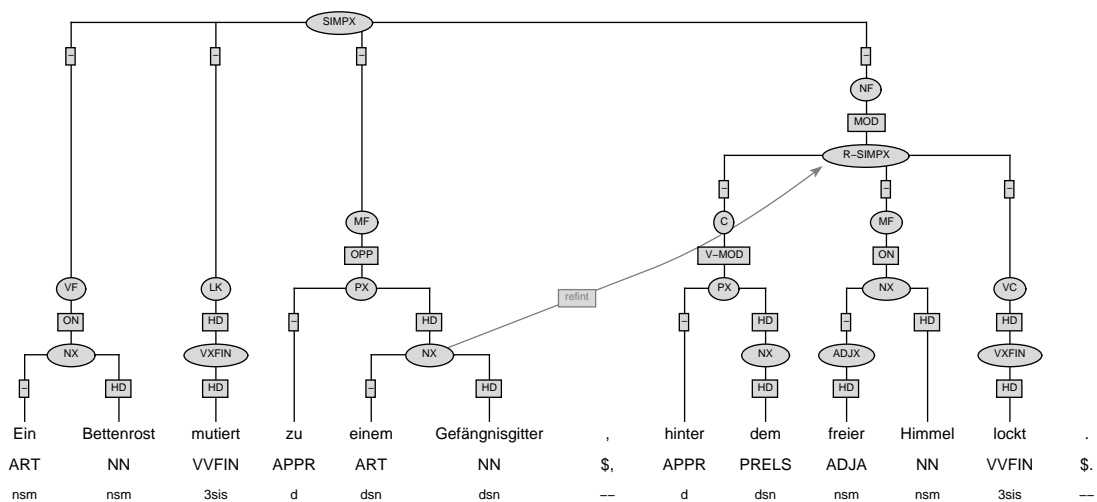 SIMPX
– – – –
NF
MOD
R–SIMPX
– – –
C MF MF
OPP V–MOD ON
VF LK PX refint PX NX VC
ON HD – HD – HD – HD HD
NX VXFIN NX NX ADJX VXFIN
– HD HD – HD HD HD HD
Ein Bettenrost mutiert zu einem Gefängnisgitter , hinter dem freier Himmel lockt .
ART NN VVFIN APPR ART NN $, APPR PRELS ADJA NN VVFIN $.
nsm nsm 3sis d dsn dsn –– d dsn nsm nsm 3sis ––